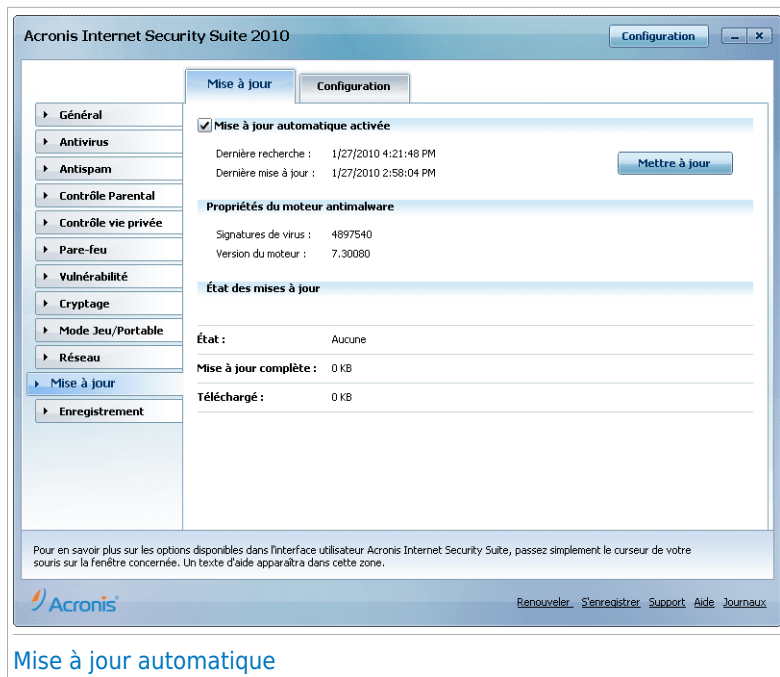 Acronis Internet Security Suite 2010
Configuration
Mise à jour
Configuration
Général
Antivirus
Antispam
Contrôle Parental
Contrôle vie privée
Pare-feu
Vulnérabilité
Cryptage
Mode Jeu/Portable
Réseau
Mise à jour
Enregistrement
Mise à jour automatique activée
Dernière recherche : 1/27/2010 4:21:48 PM
Dernière mise à jour : 1/27/2010 2:58:04 PM
Mettre à jour
Propriétés du moteur antimalware
Signatures de virus : 4897540
Version du moteur : 7.30080
État des mises à jour
État : Aucune
Mise à jour complète : 0 KB
Téléchargé : 0 KB
Pour en savoir plus sur les options disponibles dans l'interface utilisateur Acronis Internet Security Suite, passez simplement le curseur de votre
souris sur la fenêtre concernée. Un texte d'aide apparaîtra dans cette zone.
Acronis
Renouveler S'enregistrer Support Aide Journaux
Mise à jour automatique